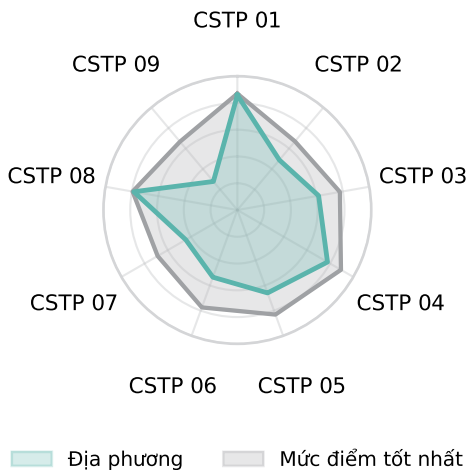 CSTP 01
CSTP 09
CSTP 02
CSTP 08
CSTP 03
CSTP 07
CSTP 04
CSTP 06
CSTP 05
Địa phương
Mức điểm tốt nhất